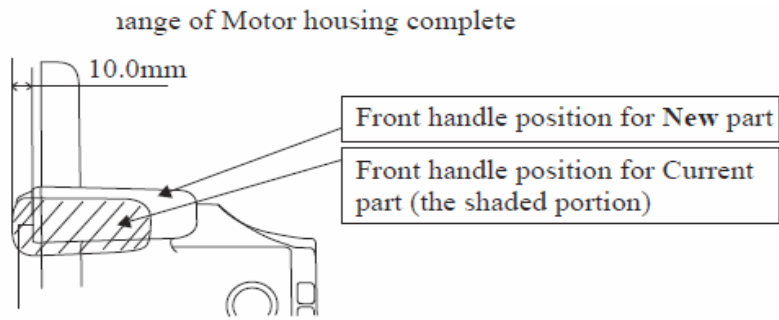 of Motor housing complete
10.0mm
Front handle position for New part
Front handle position for Current
part (the shaded portion)